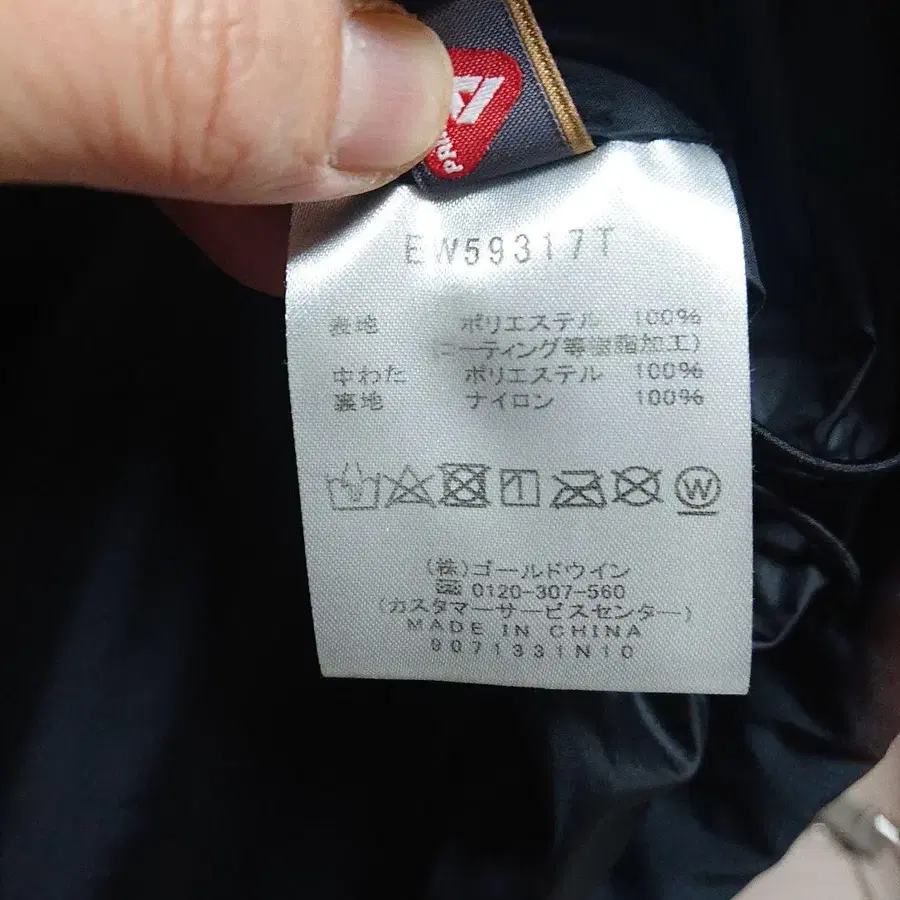 EW59317T
表地 ポリエステル 100%
(コーティング等樹脂加工)
中わた ポリエステル 100%
裏地 ナイロン 100%
W
(株)ゴールドウイン
0120-307-560
(カスタマーサービスセンター)
MADE IN CHINA
9071331N10